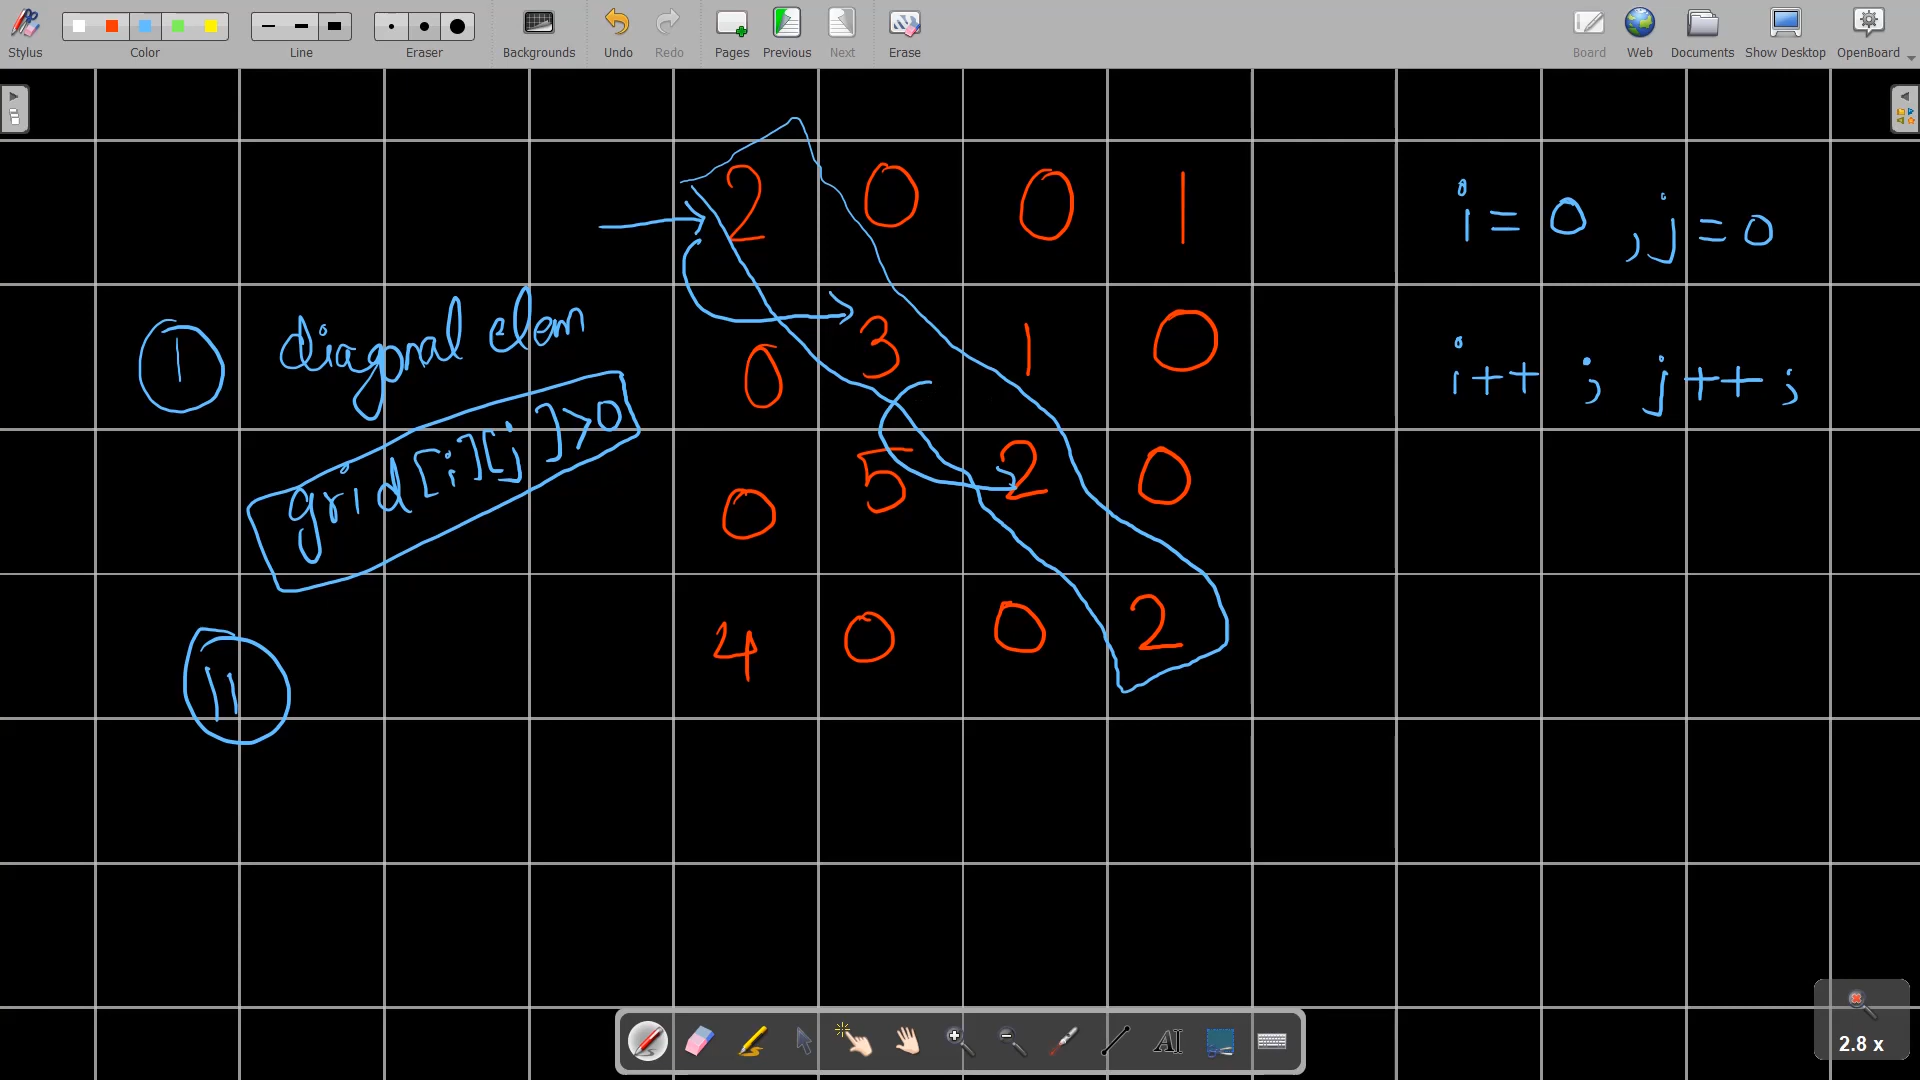 Stylus Color Line Eraser Backgrounds Undo Redo Pages Previous Next Erase Board Web Documents Show Desktop OpenBoard
2 0 0 1
i = 0 , j = 0
① diagonal elem
0 3 1 0
i++ ; j++ ;
grid[i][j]>0
0 5 2 0
11
4 0 0 2
2.8 x